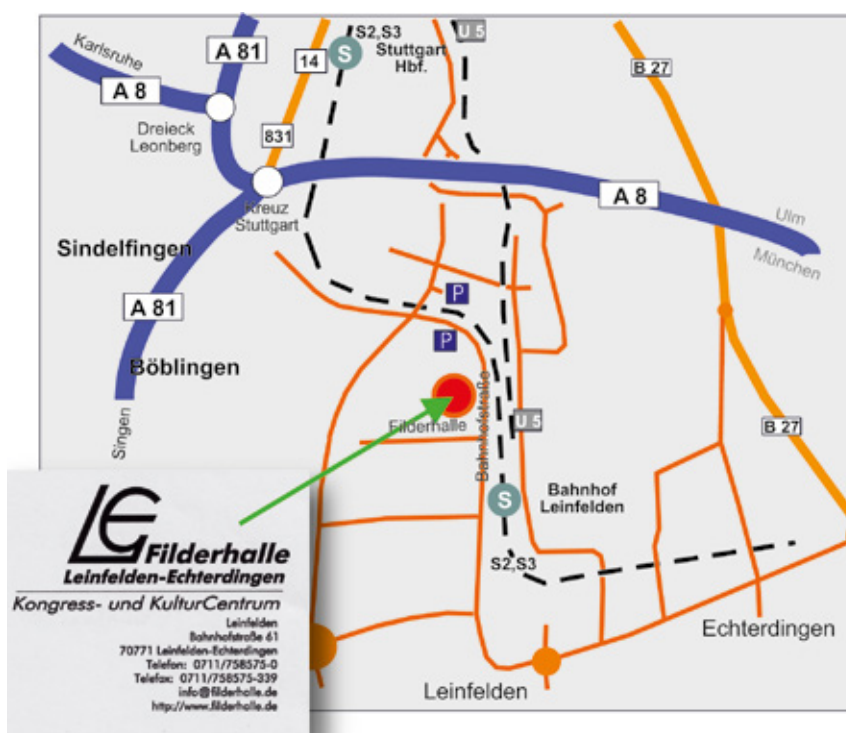 S2,S3
U 5
Stuttgart
Hbf.
Karlsruhe
A 81
14
B 27
A 8
Dreieck
Leonberg
831
A 8
Kreuz
Stuttgart
Ulm
München
Sindelfingen
P
A 81
P
Böblingen
Singen
Filderhalle
Bahnhofstraße
U 5
B 27
S
S
Bahnhof
Leinfelden
S2,S3
Echterdingen
Leinfelden
LE Filderhalle
Leinfelden-Echterdingen
Kongress- und KulturCentrum
Leinfelden
Bahnhofstraße 61
70771 Leinfelden-Echterdingen
Telefon: 0711/758575-0
Telefax: 0711/758575-339
info@filderhalle.de
http://www.filderhalle.de